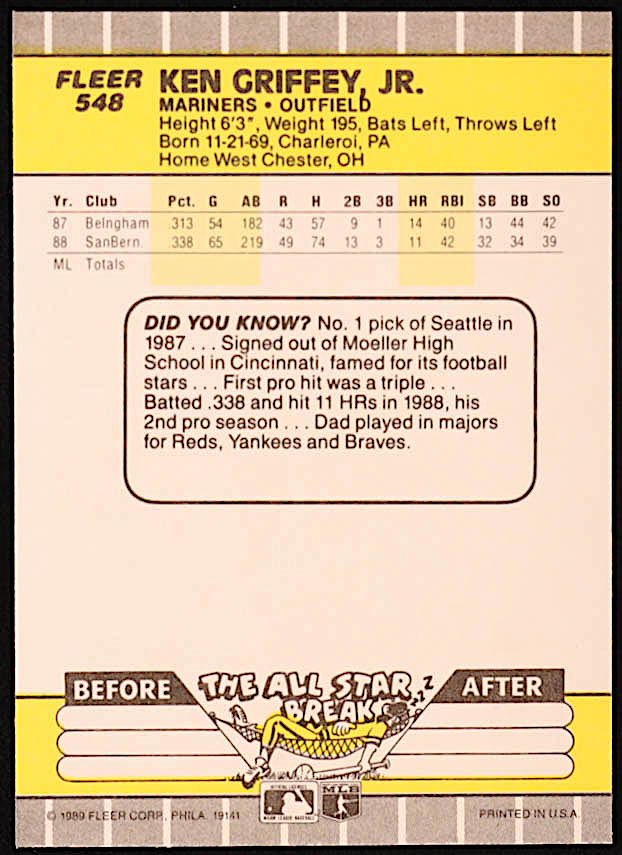 FLEER KEN GRIFFEY, JR.
548 MARINERS • OUTFIELD
Height 6'3", Weight 195, Bats Left, Throws Left
Born 11-21-69, Charleroi, PA
Home West Chester, OH
Yr. Club Pct. G AB R H 2B 3B HR RBI SB BB SO
87 Belngham .313 54 182 43 57 9 1 14 40 13 44 42
88 SanBern. .338 65 219 49 74 13 3 11 42 32 34 39
ML Totals
DID YOU KNOW? No. 1 pick of Seattle in
1987 . . . Signed out of Moeller High
School in Cincinnati, famed for its football
stars . . . First pro hit was a triple . . .
Batted .338 and hit 11 HRs in 1988, his
2nd pro season . . . Dad played in majors
for Reds, Yankees and Braves.
BEFORE THE ALL STAR BREAK ZZZ AFTER
MLB
© 1989 FLEER CORP., PHILA. 19141 PRINTED IN U.S.A.